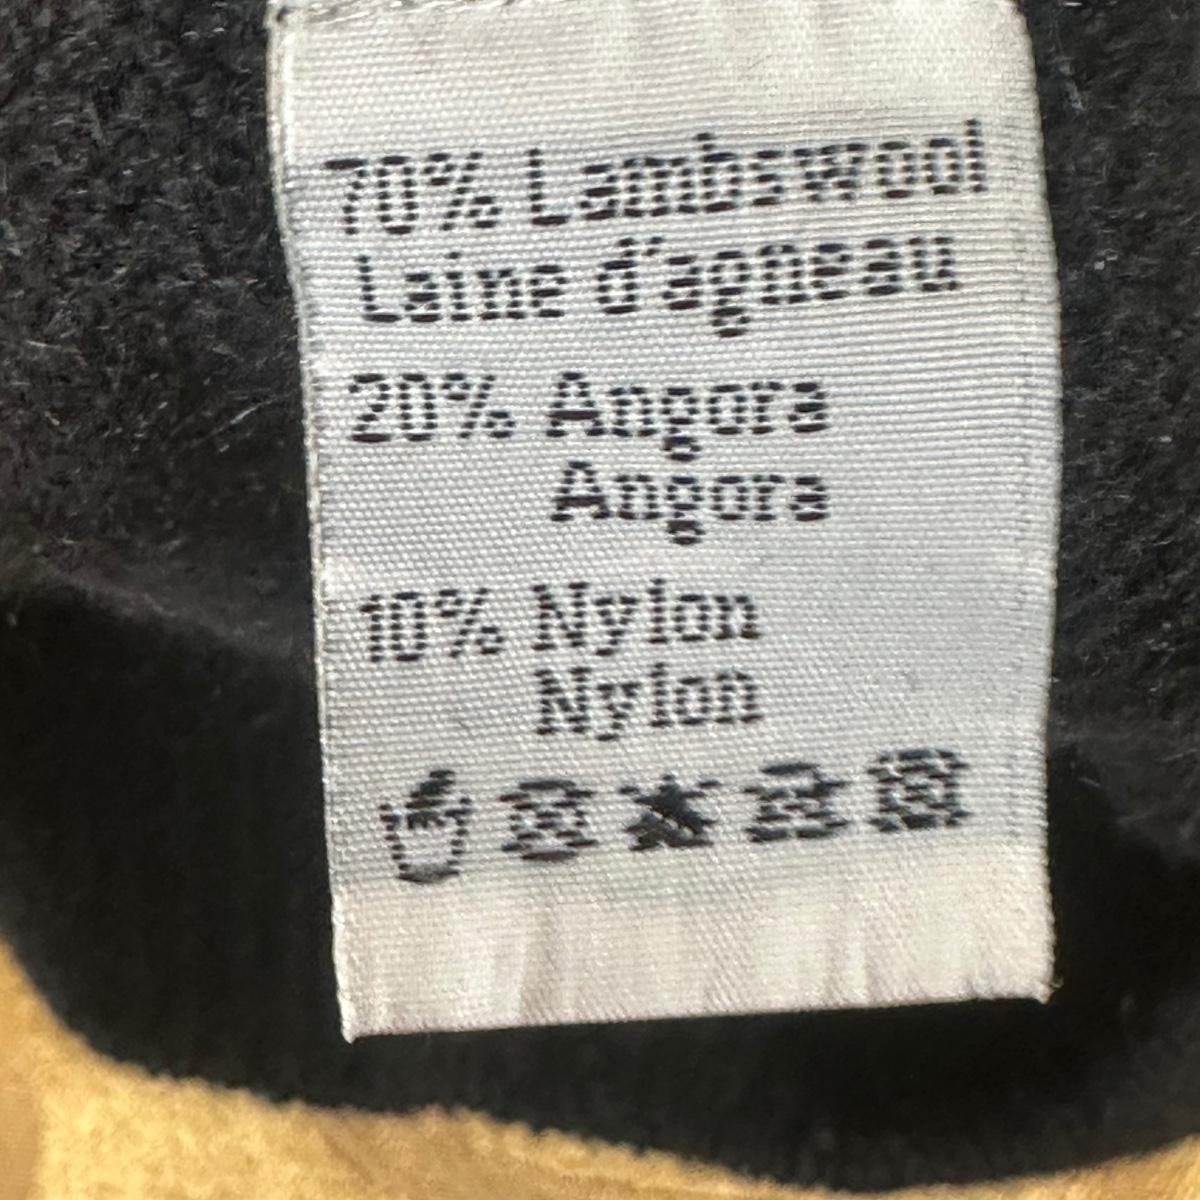 70% Lambswool
Laine d'agneau
20% Angora
Angora
10% Nylon
Nylon